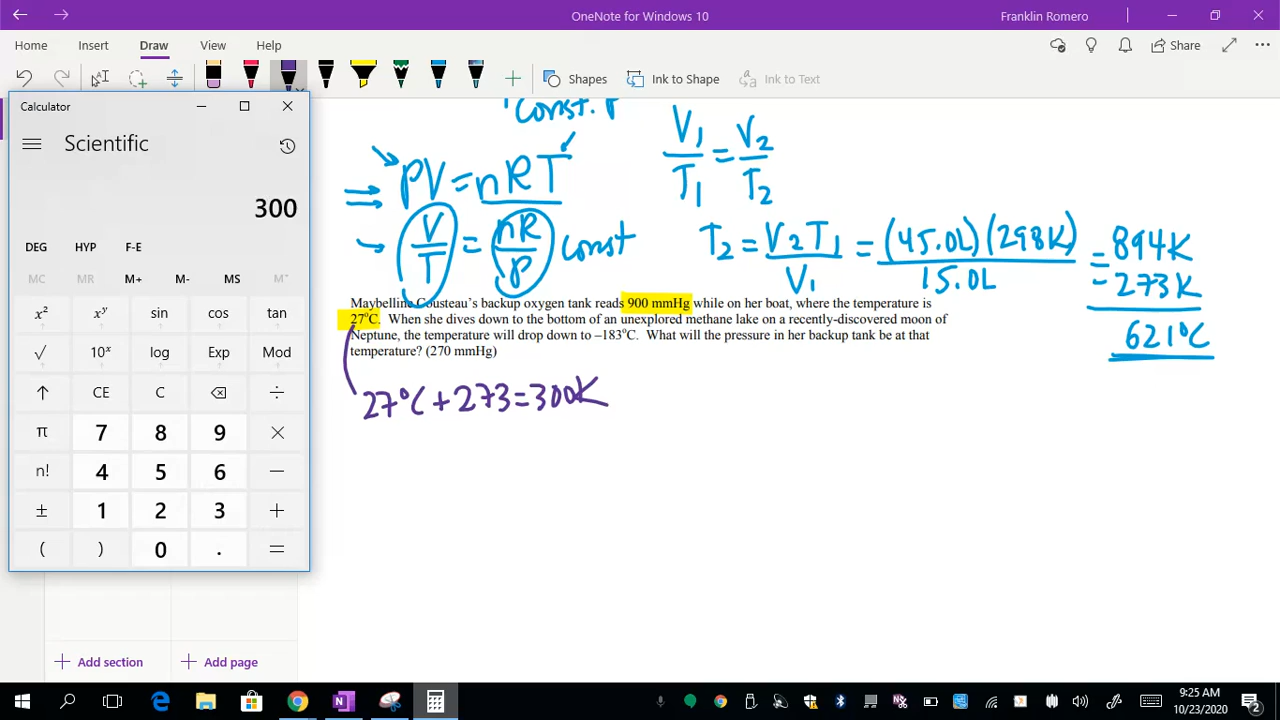 OneNote for Windows 10
Franklin Romero
Home Insert Draw View Help
Share
Shapes
Ink to Shape
Ink to Text
Calculator
Scientific
300
DEG HYP F-E
MC MR M+ M- MS M˅
x² xʸ sin cos tan
√ 10ˣ log Exp Mod
↑ CE C ⌫ ÷
π 7 8 9 ×
n! 4 5 6 −
± 1 2 3 +
( ) 0 . =
Const. P
PV = nRT
V/T = nR/P const
V₁/T₁ = V₂/T₂
T₂ = V₂T₁/V₁ = (45.0L)(298K)/15.0L = 894K
= 273K
621°C
Maybelline Cousteau’s backup oxygen tank reads 900 mmHg while on her boat, where the temperature is
27°C. When she dives down to the bottom of an unexplored methane lake on a recently-discovered moon of
Neptune, the temperature will drop down to –183°C. What will the pressure in her backup tank be at that
temperature? (270 mmHg)
27°C + 273 = 300K
Add section
Add page
9:25 AM
10/23/2020
2